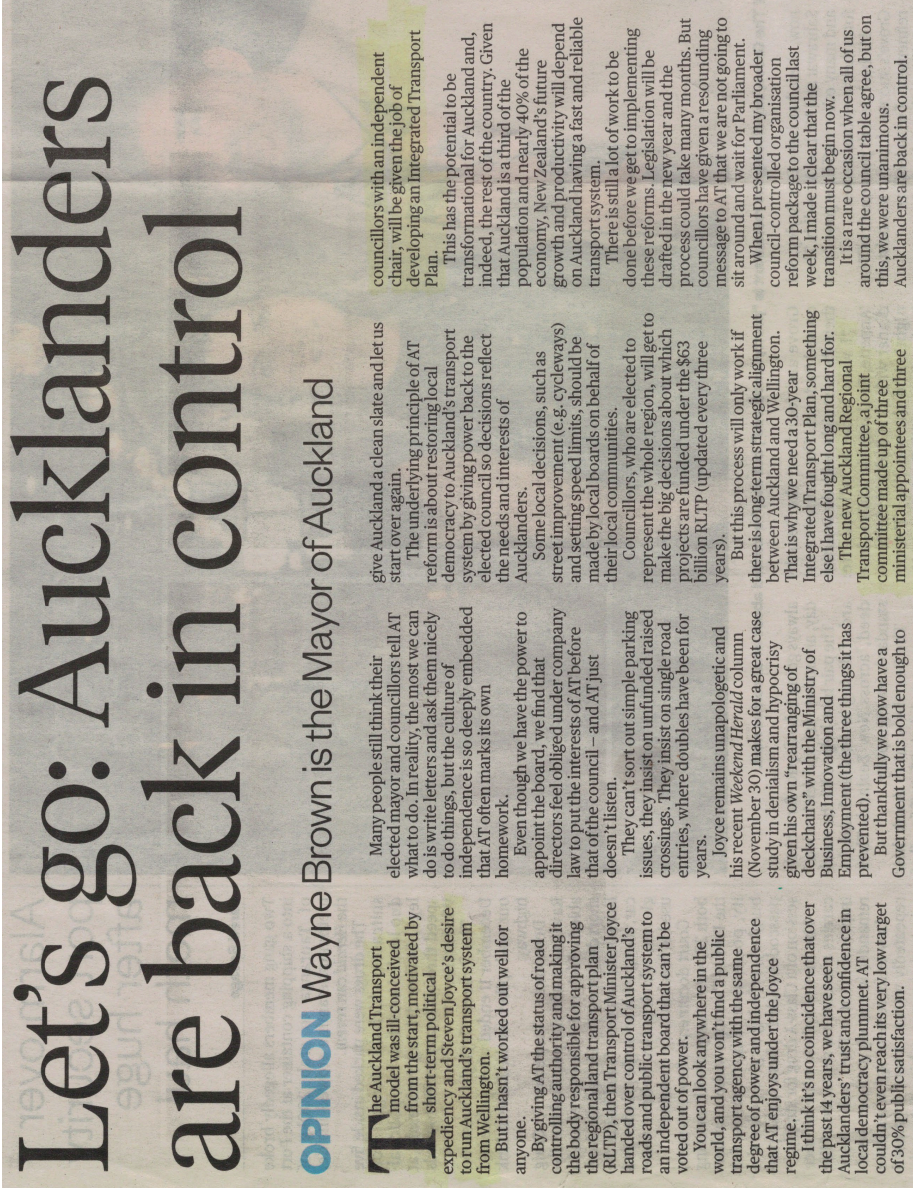 Let's go: Aucklanders
are back in control
OPINION Wayne Brown is the Mayor of Auckland
The Auckland Transport
model was ill-conceived
from the start, motivated by
short-term political
expediency and Steven Joyce's desire
to run Auckland's transport system
from Wellington.
But it hasn't worked out well for
anyone.
By giving AT the status of road
controlling authority and making it
the body responsible for approving
the regional land transport plan
(RLTP), then Transport Minister Joyce
handed over control of Auckland's
roads and public transport system to
an independent board that can't be
voted out of power.
You can look anywhere in the
world, and you won't find a public
transport agency with the same
degree of power and independence
that AT enjoys under the Joyce
regime.
I think it's no coincidence that over
the past 14 years, we have seen
Aucklanders' trust and confidence in
local democracy plummet. AT
couldn't even reach its very low target
of 30% public satisfaction.
Many people still think their
elected mayor and councillors tell AT
what to do. In reality, the most we can
do is write letters and ask them nicely
to do things, but the culture of
independence is so deeply embedded
that AT often marks its own
homework.
Even though we have the power to
appoint the board, we find that
directors feel obliged under company
law to put the interests of AT before
that of the council – and AT just
doesn't listen.
They can't sort out simple parking
issues, they insist on unfunded raised
crossings. They insist on single road
entries, where doubles have been for
years.
Joyce remains unapologetic and
his recent Weekend Herald column
(November 30) makes for a great case
study in denialism and hypocrisy
given his own "rearranging of
deckchairs" with the Ministry of
Business, Innovation and
Employment (the three things it has
prevented).
But thankfully we now have a
Government that is bold enough to
give Auckland a clean slate and let us
start over again.
The underlying principle of AT
reform is about restoring local
democracy to Auckland's transport
system by giving power back to the
elected council so decisions reflect
the needs and interests of
Aucklanders.
Some local decisions, such as
street improvement (e.g. cycleways)
and setting speed limits, should be
made by local boards on behalf of
their local communities.
Councillors, who are elected to
represent the whole region, will get to
make the big decisions about which
projects are funded under the $63
billion RLTP (updated every three
years).
But this process will only work if
there is long-term strategic alignment
between Auckland and Wellington.
That is why we need a 30-year
Integrated Transport Plan, something
else I have fought long and hard for.
The new Auckland Regional
Transport Committee, a joint
committee made up of three
ministerial appointees and three
councillors with an independent
chair, will be given the job of
developing an Integrated Transport
Plan.
This has the potential to be
transformational for Auckland and,
indeed, the rest of the country. Given
that Auckland is a third of the
population and nearly 40% of the
economy, New Zealand's future
growth and productivity will depend
on Auckland having a fast and reliable
transport system.
There is still a lot of work to be
done before we get to implementing
these reforms. Legislation will be
drafted in the new year and the
process could take many months. But
councillors have given a resounding
message to AT that we are not going to
sit around and wait for Parliament.
When I presented my broader
council-controlled organisation
reform package to the council last
week, I made it clear that the
transition must begin now.
It is a rare occasion when all of us
around the council table agree, but on
this, we were unanimous.
Aucklanders are back in control.